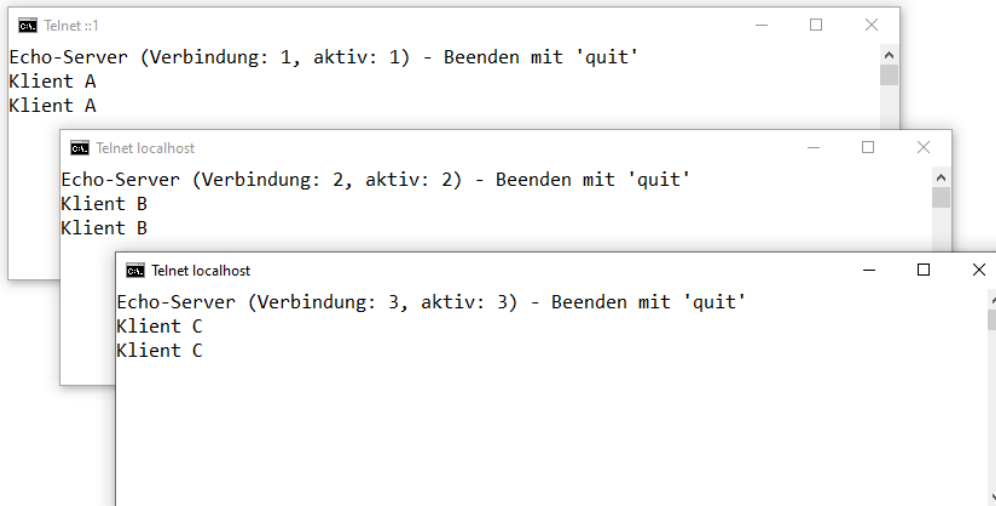 Telnet ::1
Echo-Server (Verbindung: 1, aktiv: 1) - Beenden mit 'quit'
Klient A
Klient A
Telnet localhost
Echo-Server (Verbindung: 2, aktiv: 2) - Beenden mit 'quit'
Klient B
Klient B
Telnet localhost
Echo-Server (Verbindung: 3, aktiv: 3) - Beenden mit 'quit'
Klient C
Klient C